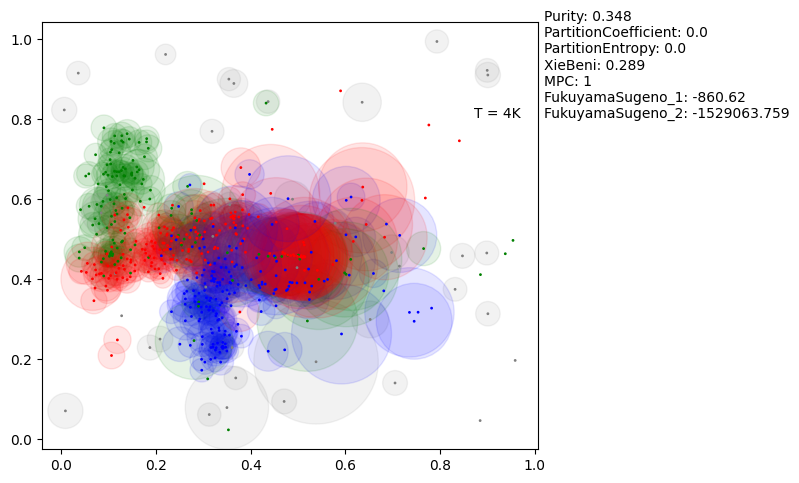 Purity: 0.348
PartitionCoefficient: 0.0
PartitionEntropy: 0.0
XieBeni: 0.289
MPC: 1
FukuyamaSugeno_1: -860.62
FukuyamaSugeno_2: -1529063.759
T = 4K
1.0
0.8
0.6
0.4
0.2
0.0
0.0 0.2 0.4 0.6 0.8 1.0